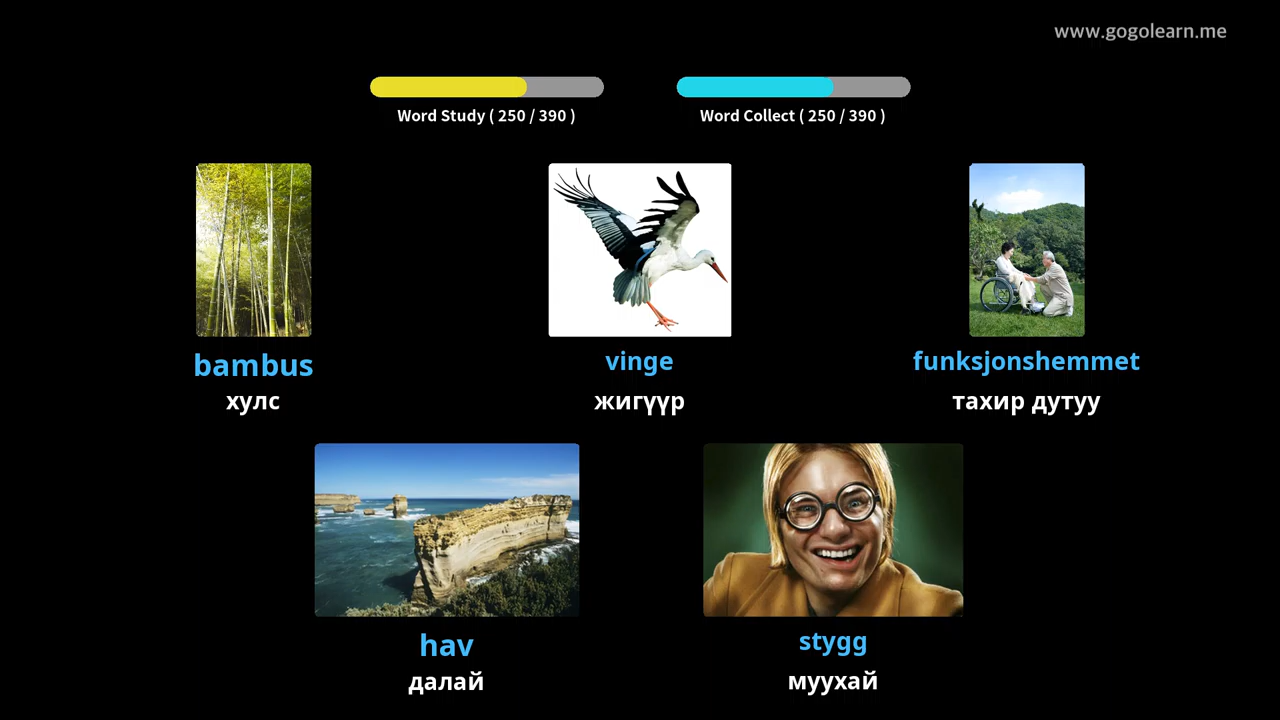 www.gogolearn.me
Word Study ( 250 / 390 )
Word Collect ( 250 / 390 )
bambus
хулс
vinge
жигүүр
funksjonshemmet
тахир дутуу
hav
далай
stygg
муухай